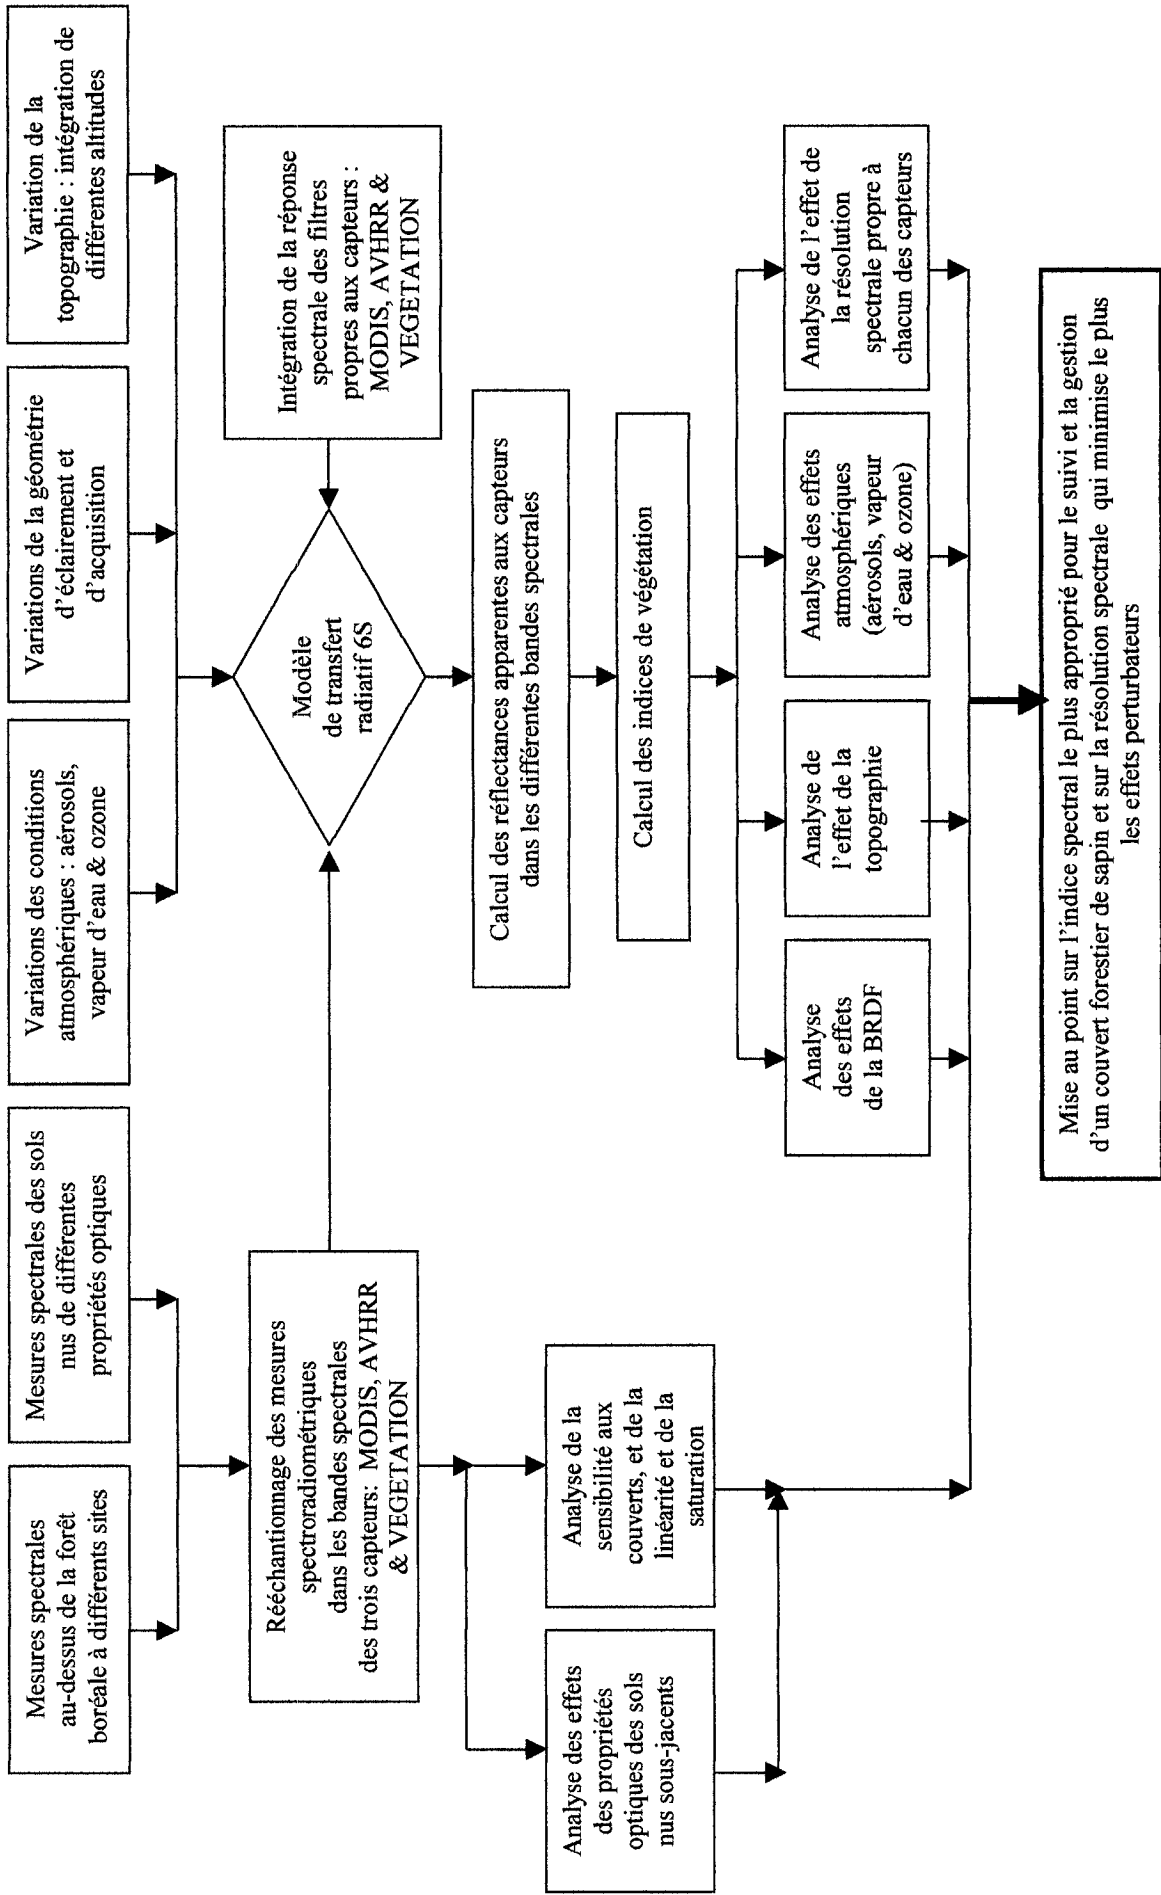 Mesures spectrales
au-dessus de la forêt
boréale à différents sites
Mesures spectrales des sols
nus de différentes
propriétés optiques
Variations des conditions
atmosphériques : aérosols,
vapeur d'eau & ozone
Variations de la géométrie
d'éclairement et
d'acquisition
Variation de la
topographie : intégration de
différentes altitudes
Rééchantionnage des mesures
spectroradiométriques
dans les bandes spectrales
des trois capteurs: MODIS, AVHRR
& VEGETATION
Modèle
de transfert
radiatif 6S
Intégration de la réponse
spectrale des filtres
propres aux capteurs :
MODIS, AVHRR &
VEGETATION
Calcul des réflectances apparentes aux capteurs
dans les différentes bandes spectrales
Calcul des indices de végétation
Analyse des effets
des propriétés
optiques des sols
nus sous-jacents
Analyse de la
sensibilité aux
couverts, et de la
linéarité et de la
saturation
Analyse
des effets
de la BRDF
Analyse de
l'effet de la
topographie
Analyse des effets
atmosphériques
(aérosols, vapeur
d'eau & ozone)
Analyse de l'effet de
la résolution
spectrale propre à
chacun des capteurs
Mise au point sur l'indice spectral le plus approprié pour le suivi et la gestion
d'un couvert forestier de sapin et sur la résolution spectrale qui minimise le plus
les effets perturbateurs